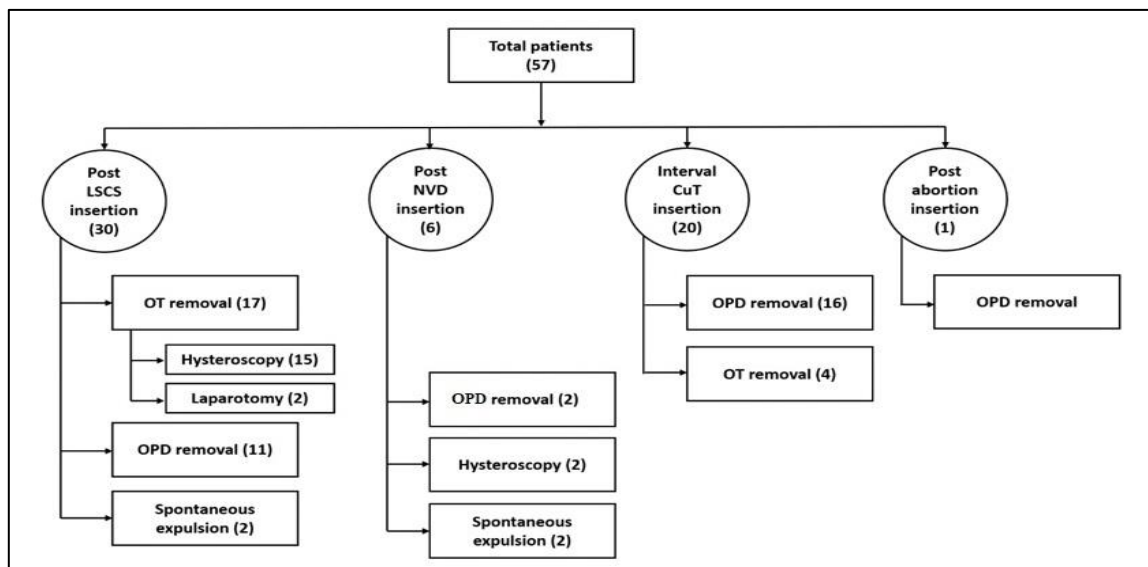 Total patients
(57)
Post
LSCS
insertion
(30)
Post
NVD
insertion
(6)
Interval
CuT
insertion
(20)
Post
abortion
insertion
(1)
OT removal (17)
Hysteroscopy (15)
Laparotomy (2)
OPD removal (11)
Spontaneous
expulsion (2)
OPD removal (2)
Hysteroscopy (2)
Spontaneous
expulsion (2)
OPD removal (16)
OT removal (4)
OPD removal